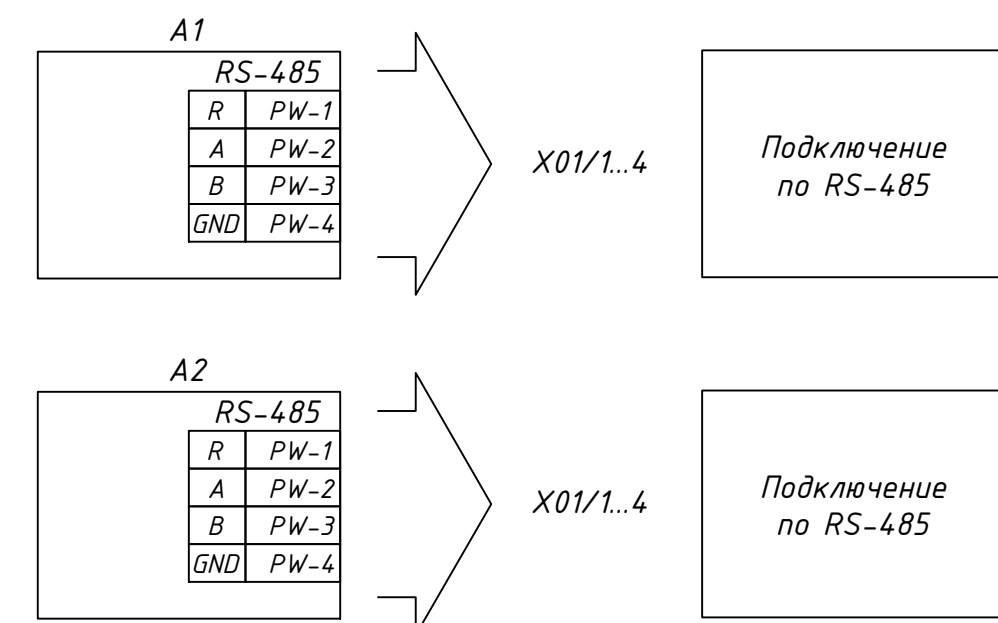 A1
RS-485
R PW-1
A PW-2
B PW-3
GND PW-4
X01/1...4
Подключение
по RS-485
A2
RS-485
R PW-1
A PW-2
B PW-3
GND PW-4
X01/1...4
Подключение
по RS-485